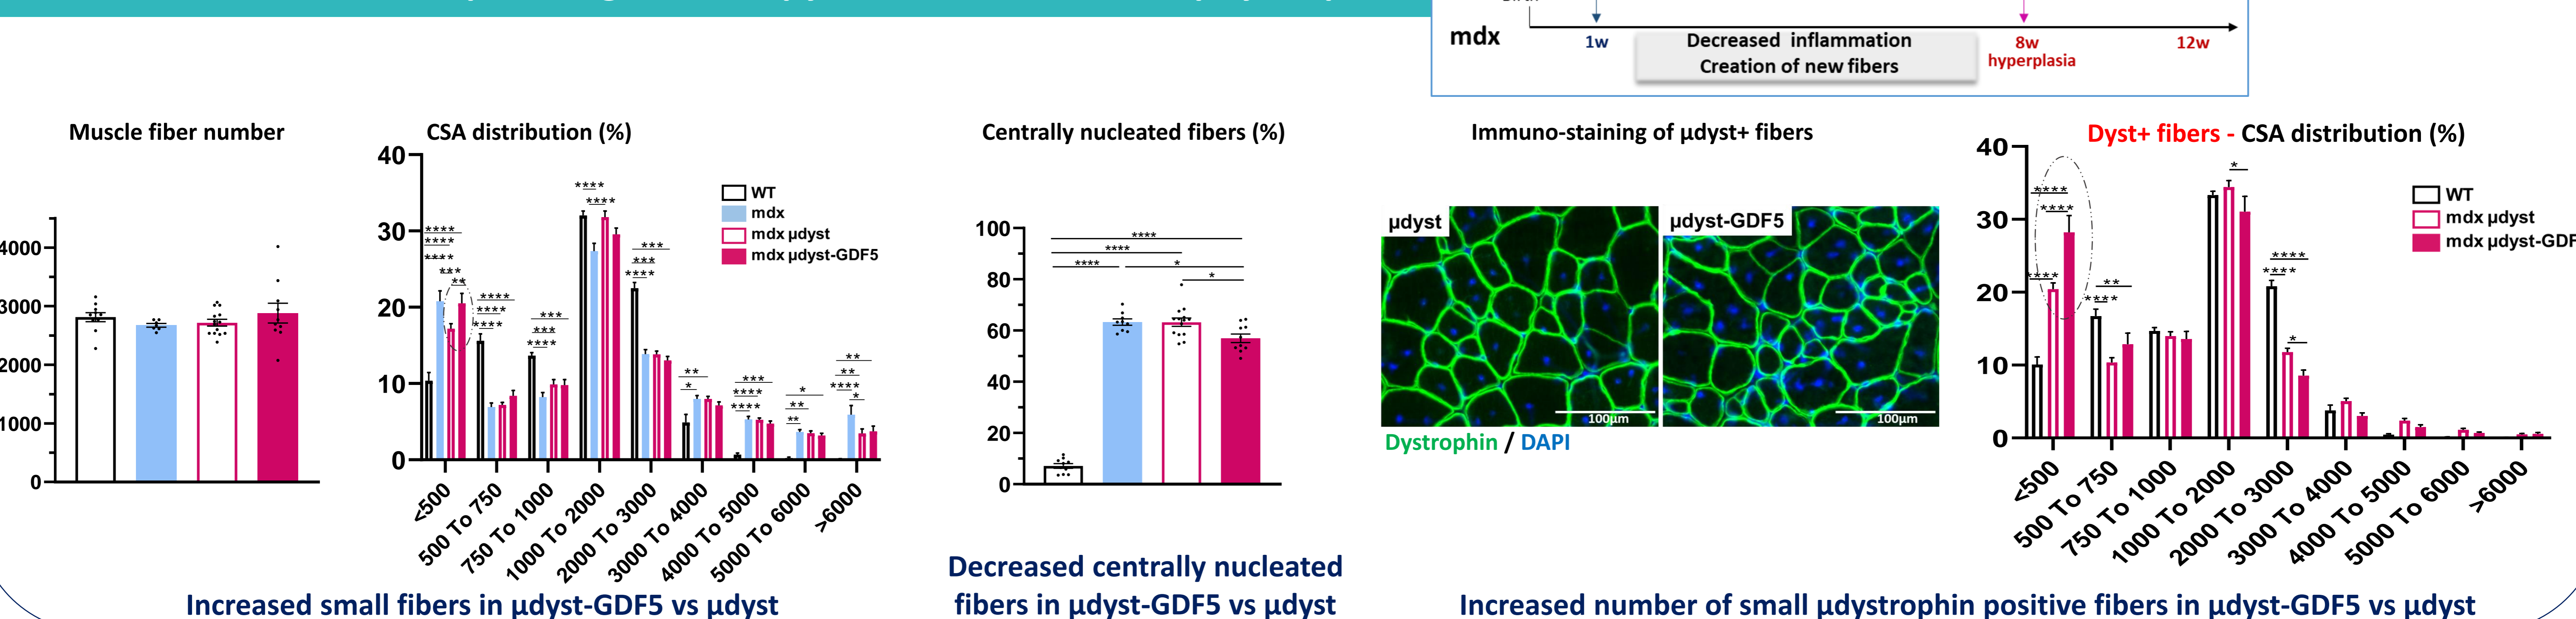 mdx
1w
Decreased inflammation
Creation of new fibers
8w
hyperplasia
12w
Muscle fiber number
4000
3000
2000
1000
0
CSA distribution (%)
40
30
20
10
0
WT
mdx
mdx µdyst
mdx µdyst-GDF5
<500
500 To 750
750 To 1000
1000 To 2000
2000 To 3000
3000 To 4000
4000 To 5000
5000 To 6000
>6000
Increased small fibers in µdyst-GDF5 vs µdyst
Centrally nucleated fibers (%)
100
80
60
40
20
0
Decreased centrally nucleated
fibers in µdyst-GDF5 vs µdyst
Immuno-staining of µdyst+ fibers
µdyst
µdyst-GDF5
100µm
100µm
Dystrophin / DAPI
Dyst+ fibers - CSA distribution (%)
40
30
20
10
0
WT
mdx µdyst
mdx µdyst-GDF
<500
500 To 750
750 To 1000
1000 To 2000
2000 To 3000
3000 To 4000
4000 To 5000
5000 To 6000
>6000
Increased number of small µdystrophin positive fibers in µdyst-GDF5 vs µdyst